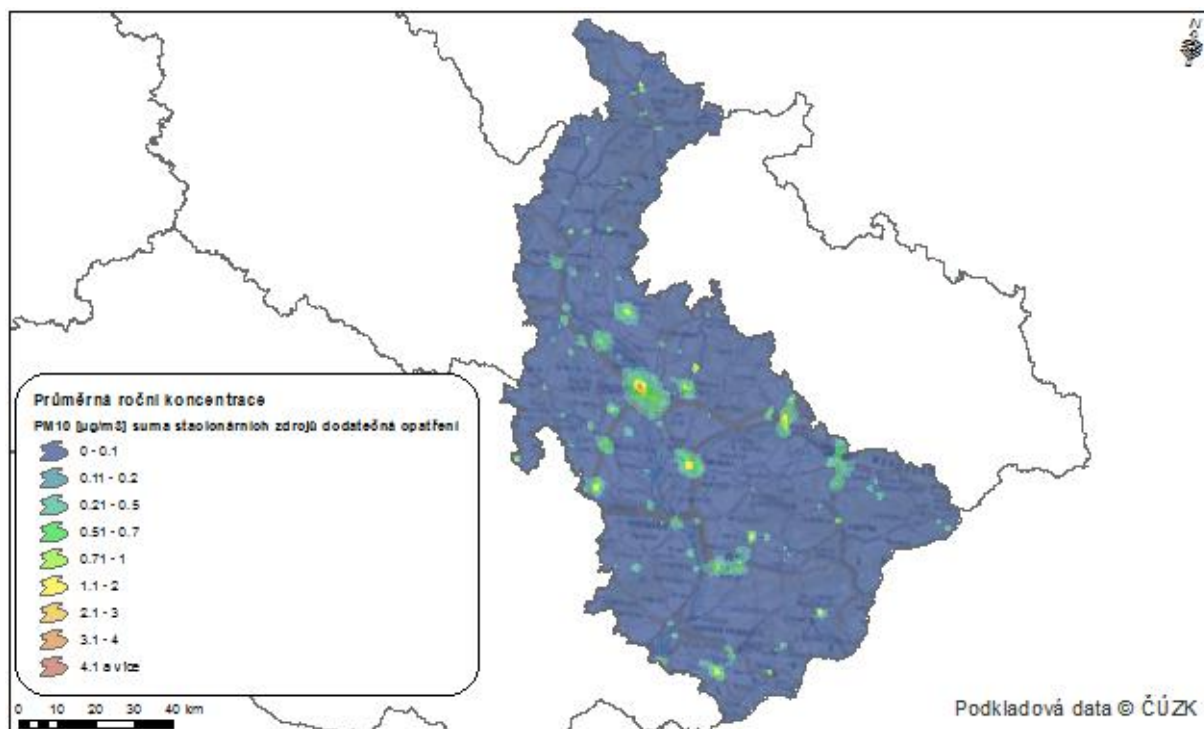 N
Průměrná roční koncentrace
PM10 [µg/m3] suma stacionárních zdrojů dodatečná opatření
0 - 0.1
0.11 - 0.2
0.21 - 0.5
0.51 - 0.7
0.71 - 1
1.1 - 2
2.1 - 3
3.1 - 4
4.1 a více
0 10 20 30 40 km
Podkladová data © ČÚZK